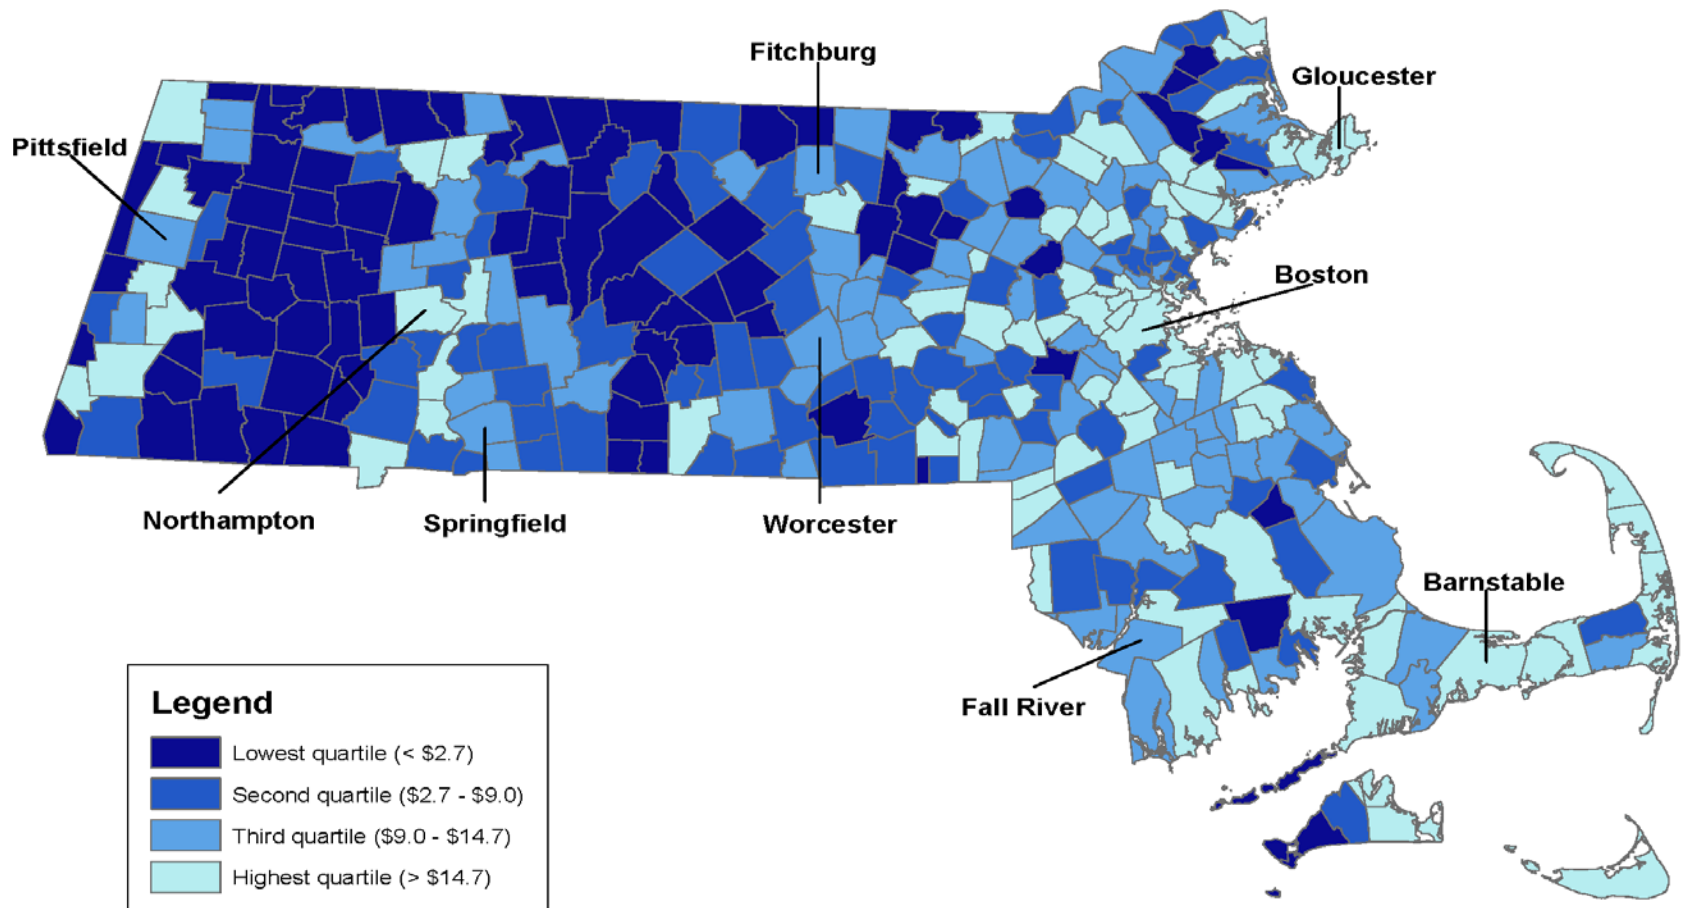 Fitchburg
Gloucester
Pittsfield
Boston
Northampton
Springfield
Worcester
Barnstable
Fall River
Legend
Lowest quartile (< $2.7)
Second quartile ($2.7 - $9.0)
Third quartile ($9.0 - $14.7)
Highest quartile (> $14.7)